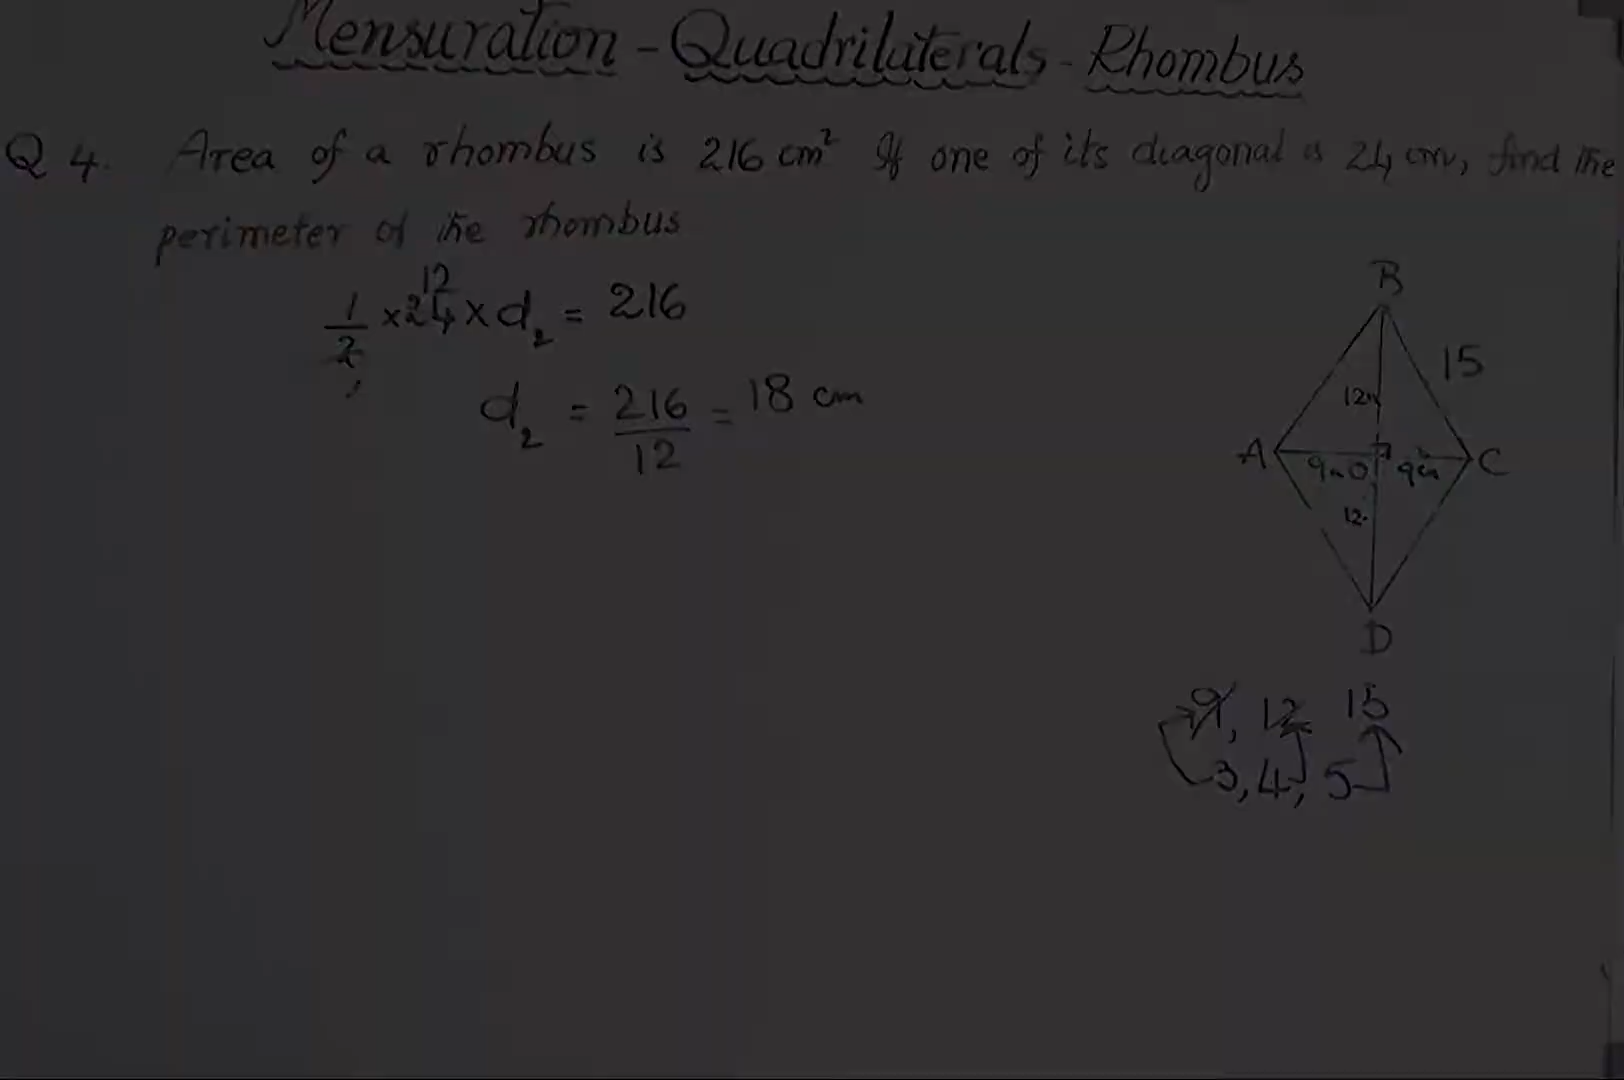 Mensuration - Quadrilaterals - Rhombus
Q 4. Area of a rhombus is 216 cm² If one of its diagonal is 24 cm, find the
perimeter of the rhombus
12
1/2 × 24 × d₂ = 216
d₂ = 216/12 = 18 cm
B
15
12
A 9 O 9cm C
12
D
9, 12, 15
3, 4, 5